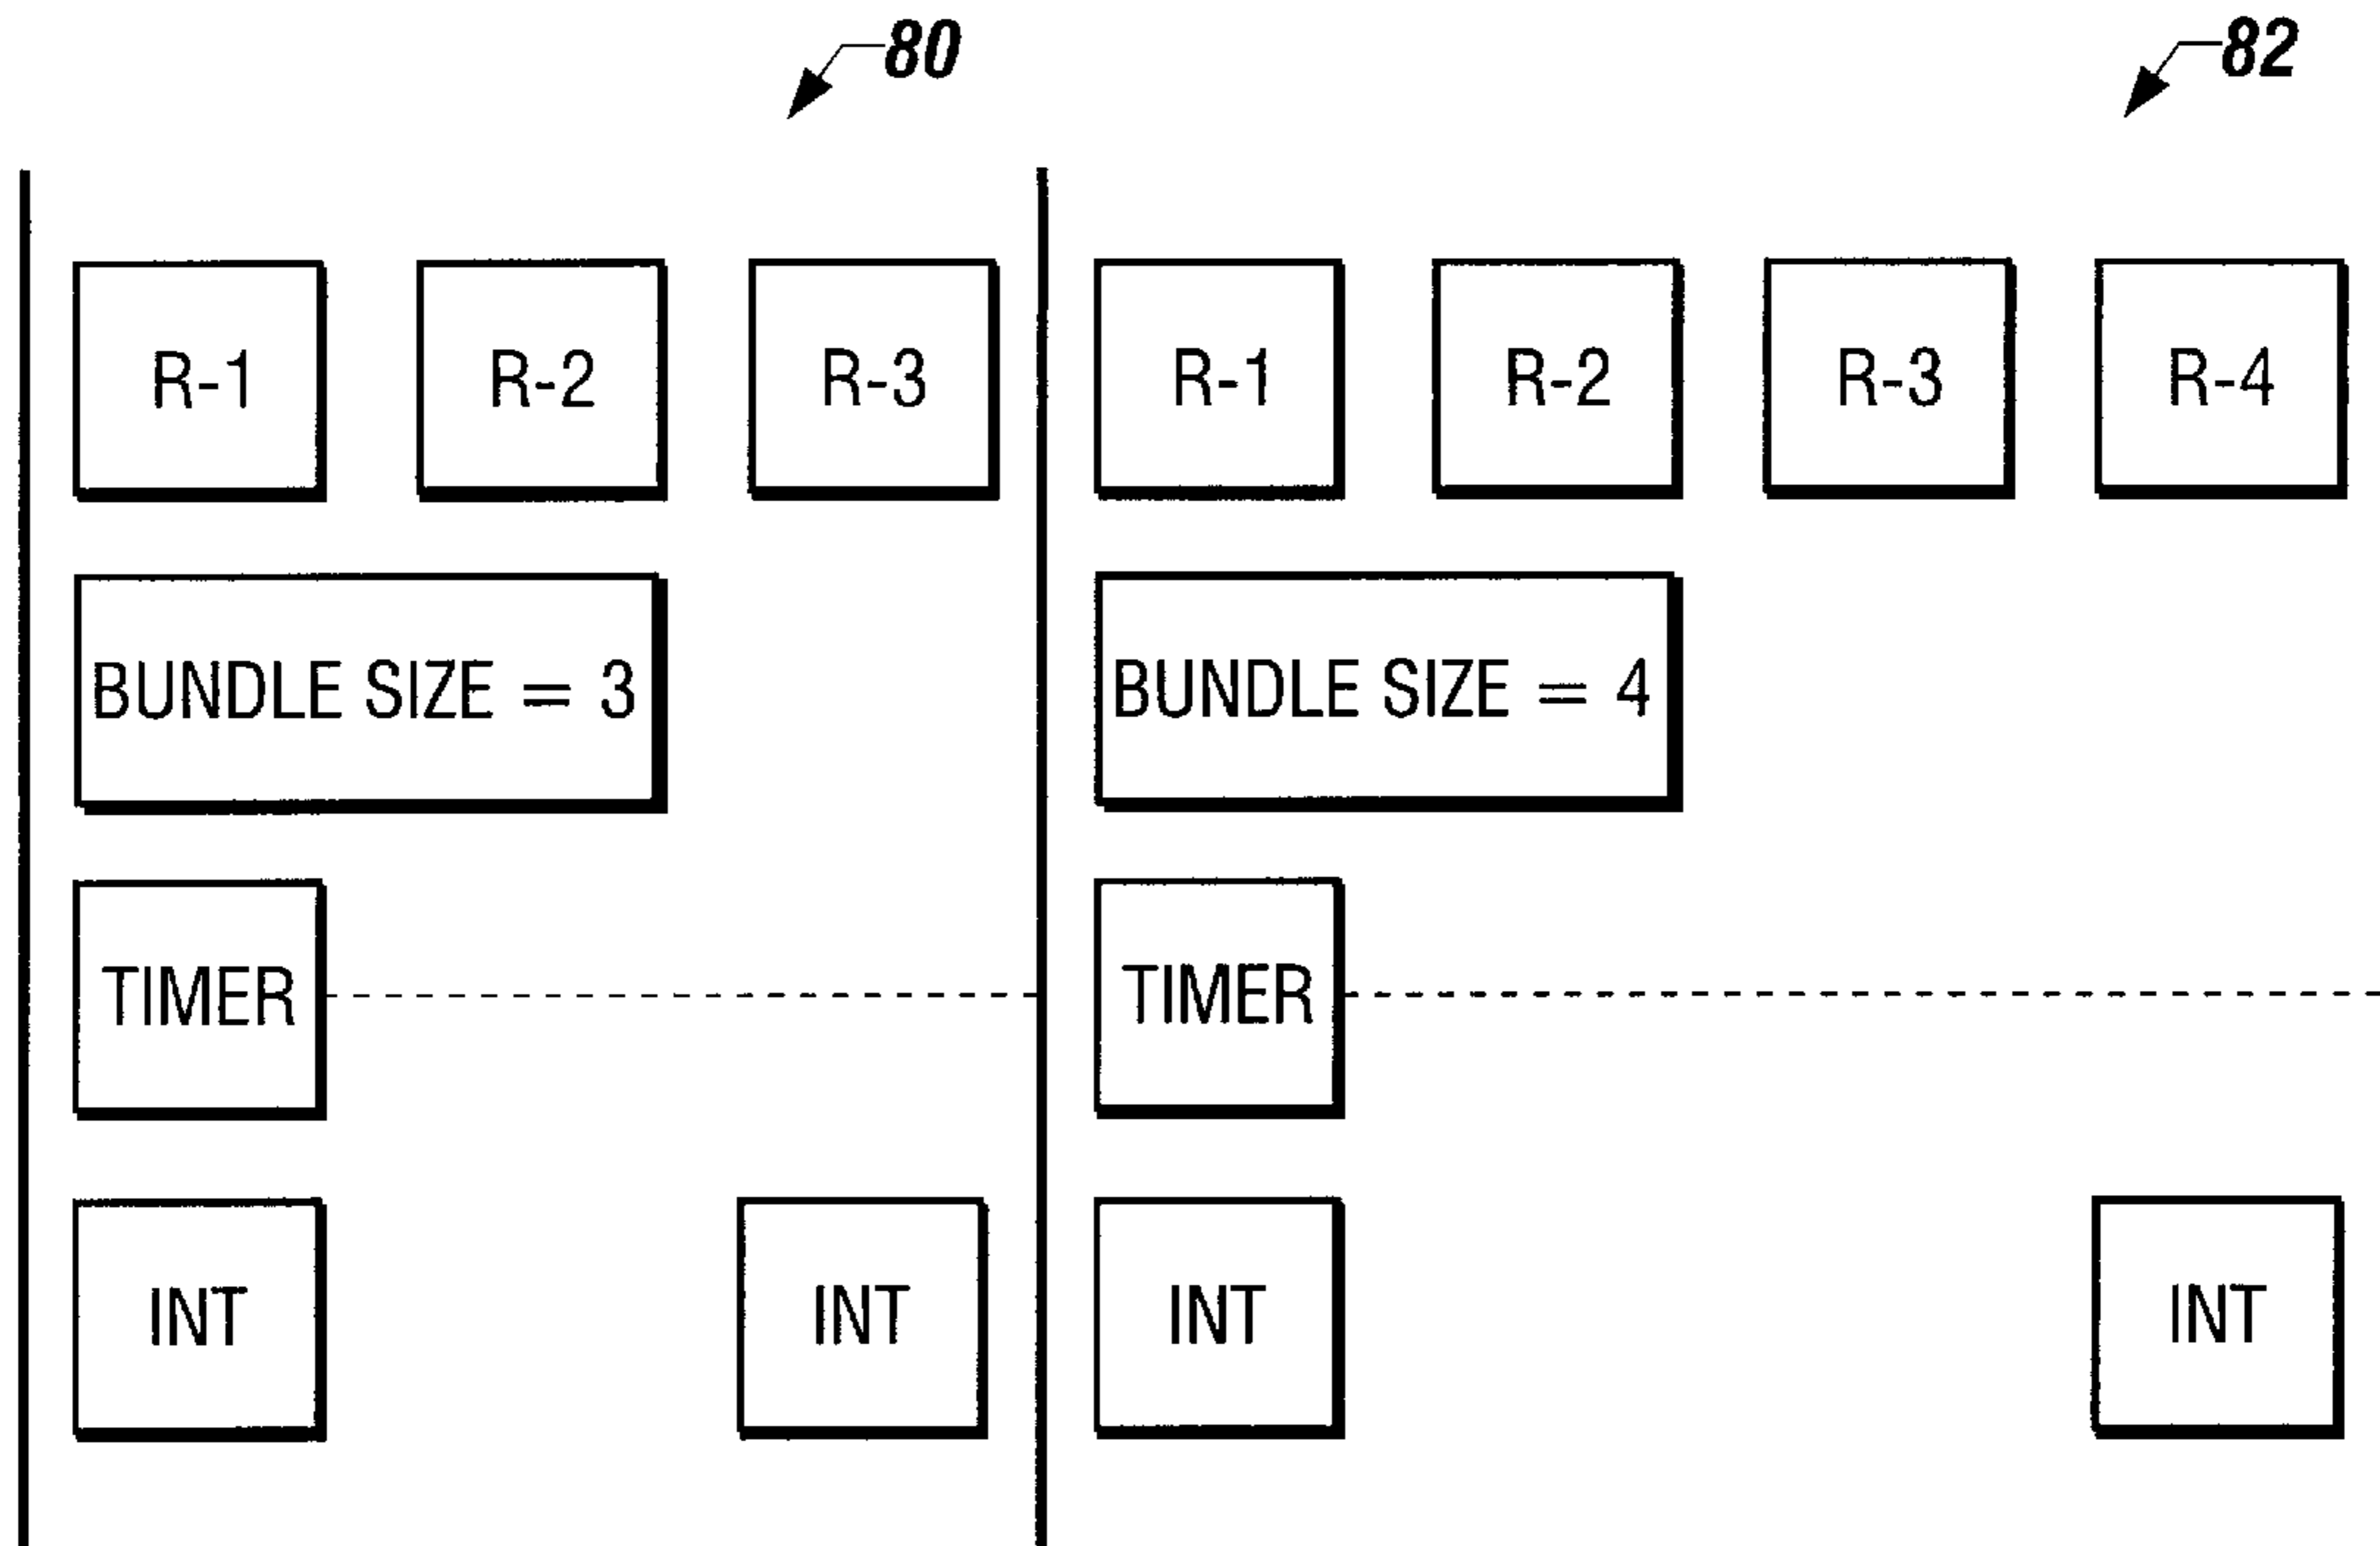 80
82
R-1 R-2 R-3 R-1 R-2 R-3 R-4
BUNDLE SIZE = 3 BUNDLE SIZE = 4
TIMER TIMER
INT INT INT INT